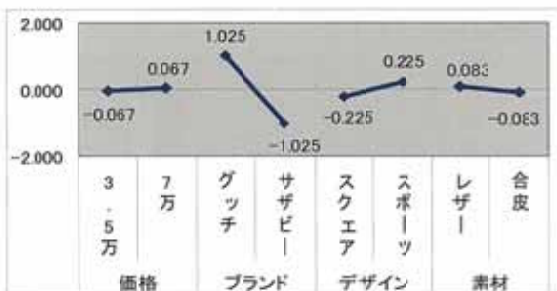 2.000
0.000
−2.000
−0.067
0.067
1.025
−1.025
−0.225
0.225
0.083
−0.083
3.5万
7万
グッチ
サザビー
スクエア
スポーツ
レザー
合皮
価格
ブランド
デザイン
素材